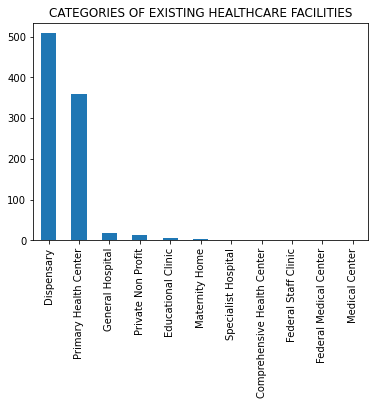 CATEGORIES OF EXISTING HEALTHCARE FACILITIES
500
400
300
200
100
0
Dispensary
Primary Health Center
General Hospital
Private Non Profit
Educational Clinic
Maternity Home
Specialist Hospital
Comprehensive Health Center
Federal Staff Clinic
Federal Medical Center
Medical Center